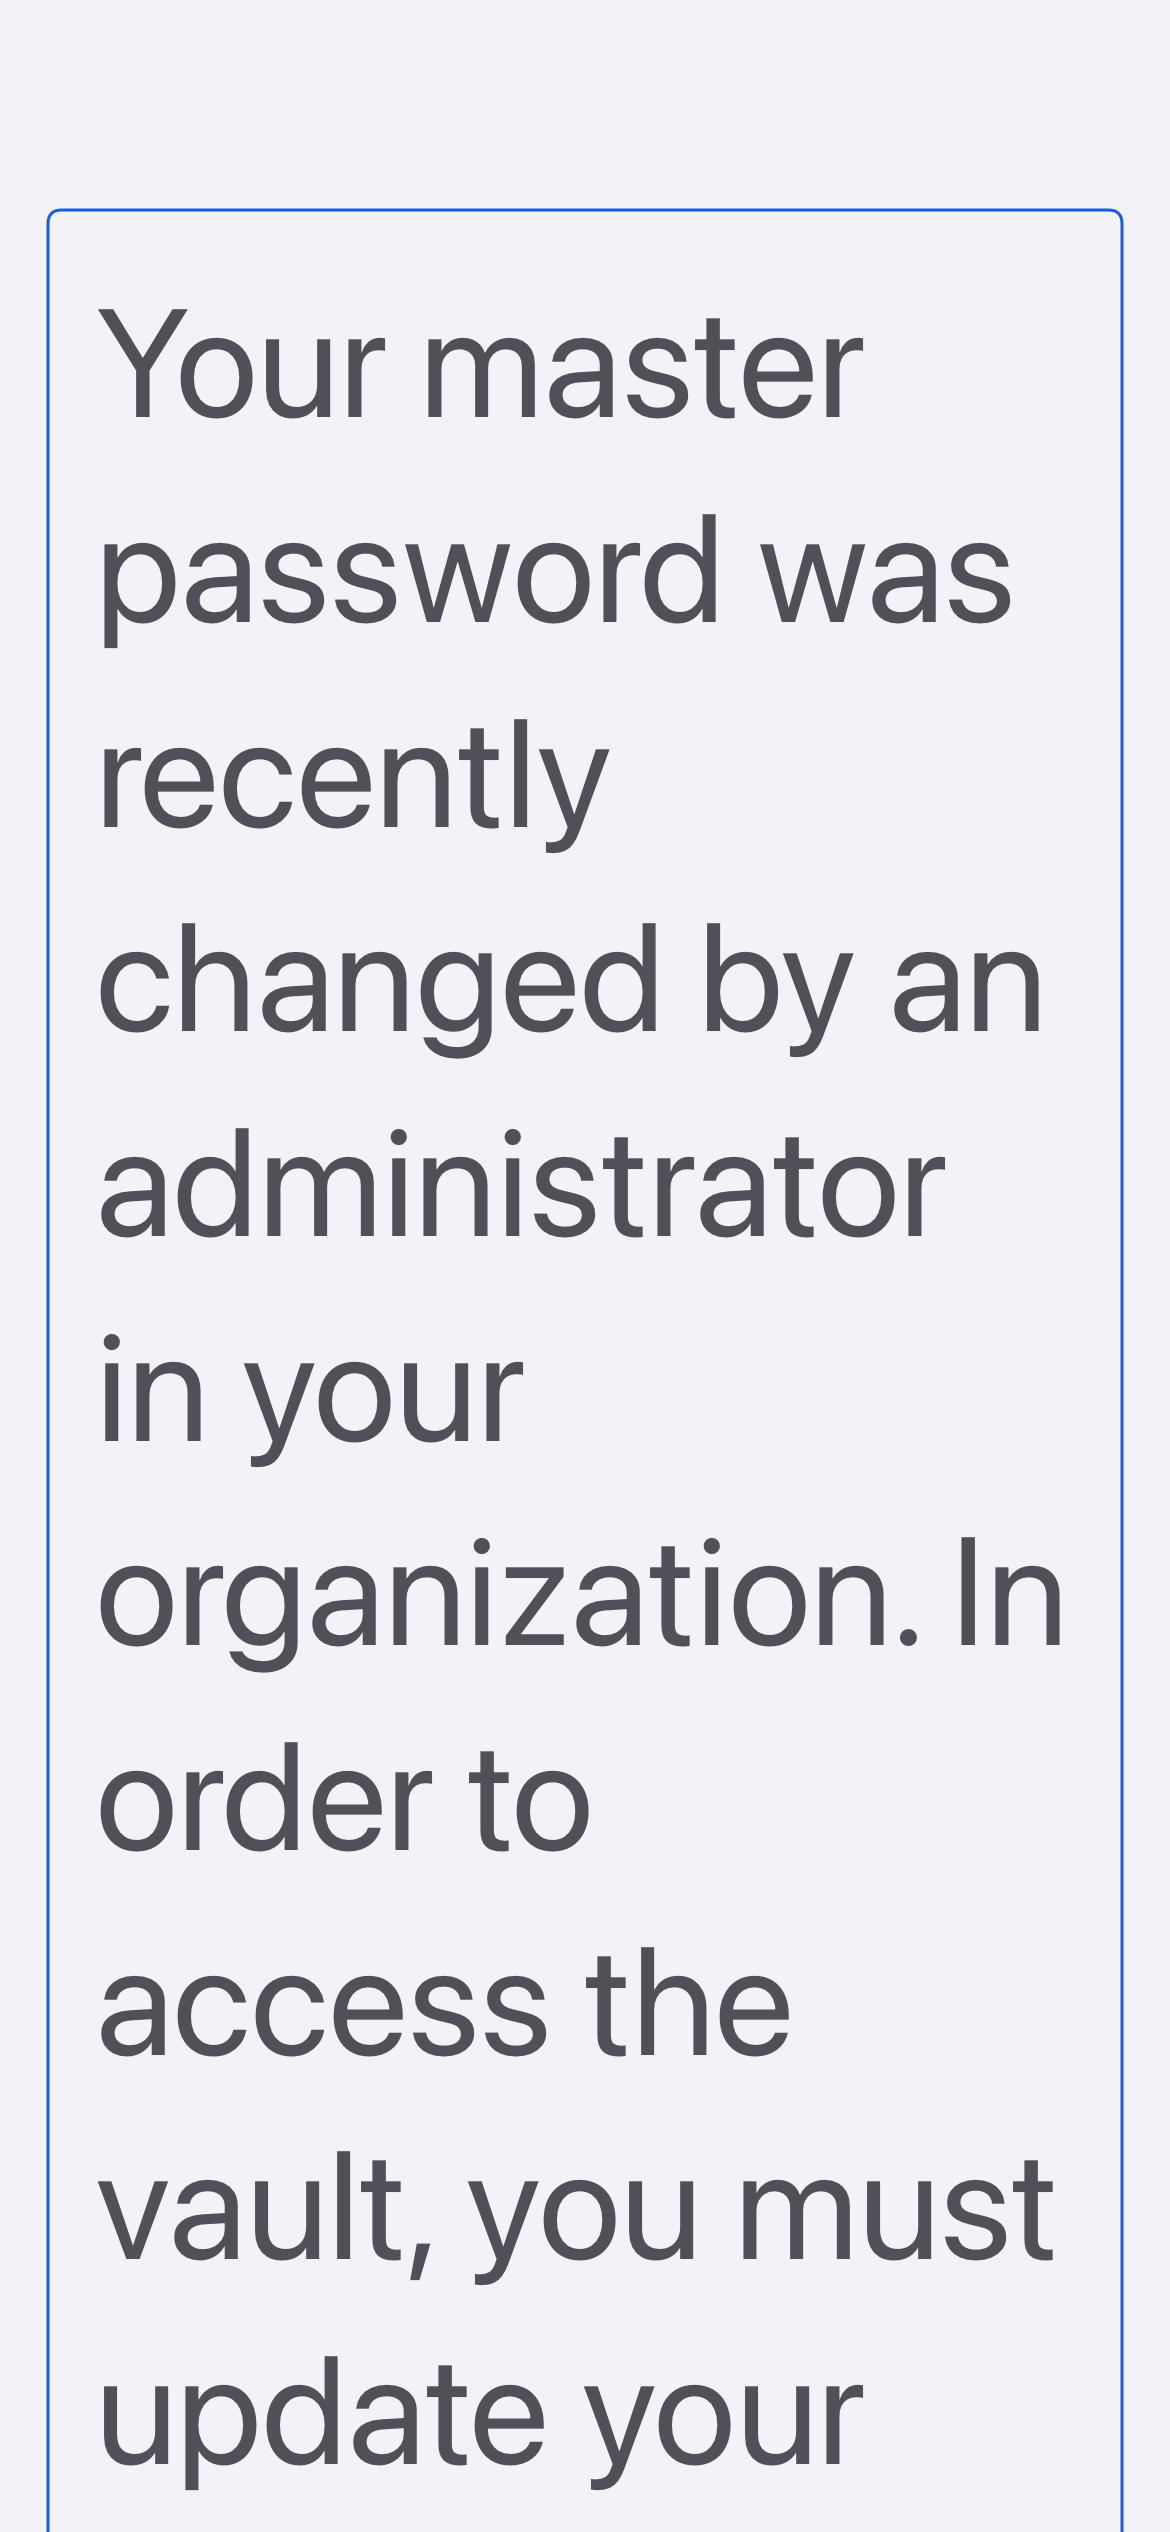 Your master
password was
recently
changed by an
administrator
in your
organization. In
order to
access the
vault, you must
update your